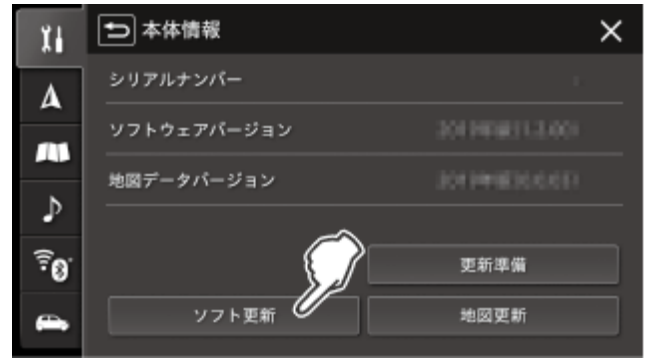 本体情報
シリアルナンバー
ソフトウェアバージョン
地図データバージョン
更新準備
ソフト更新
地図更新